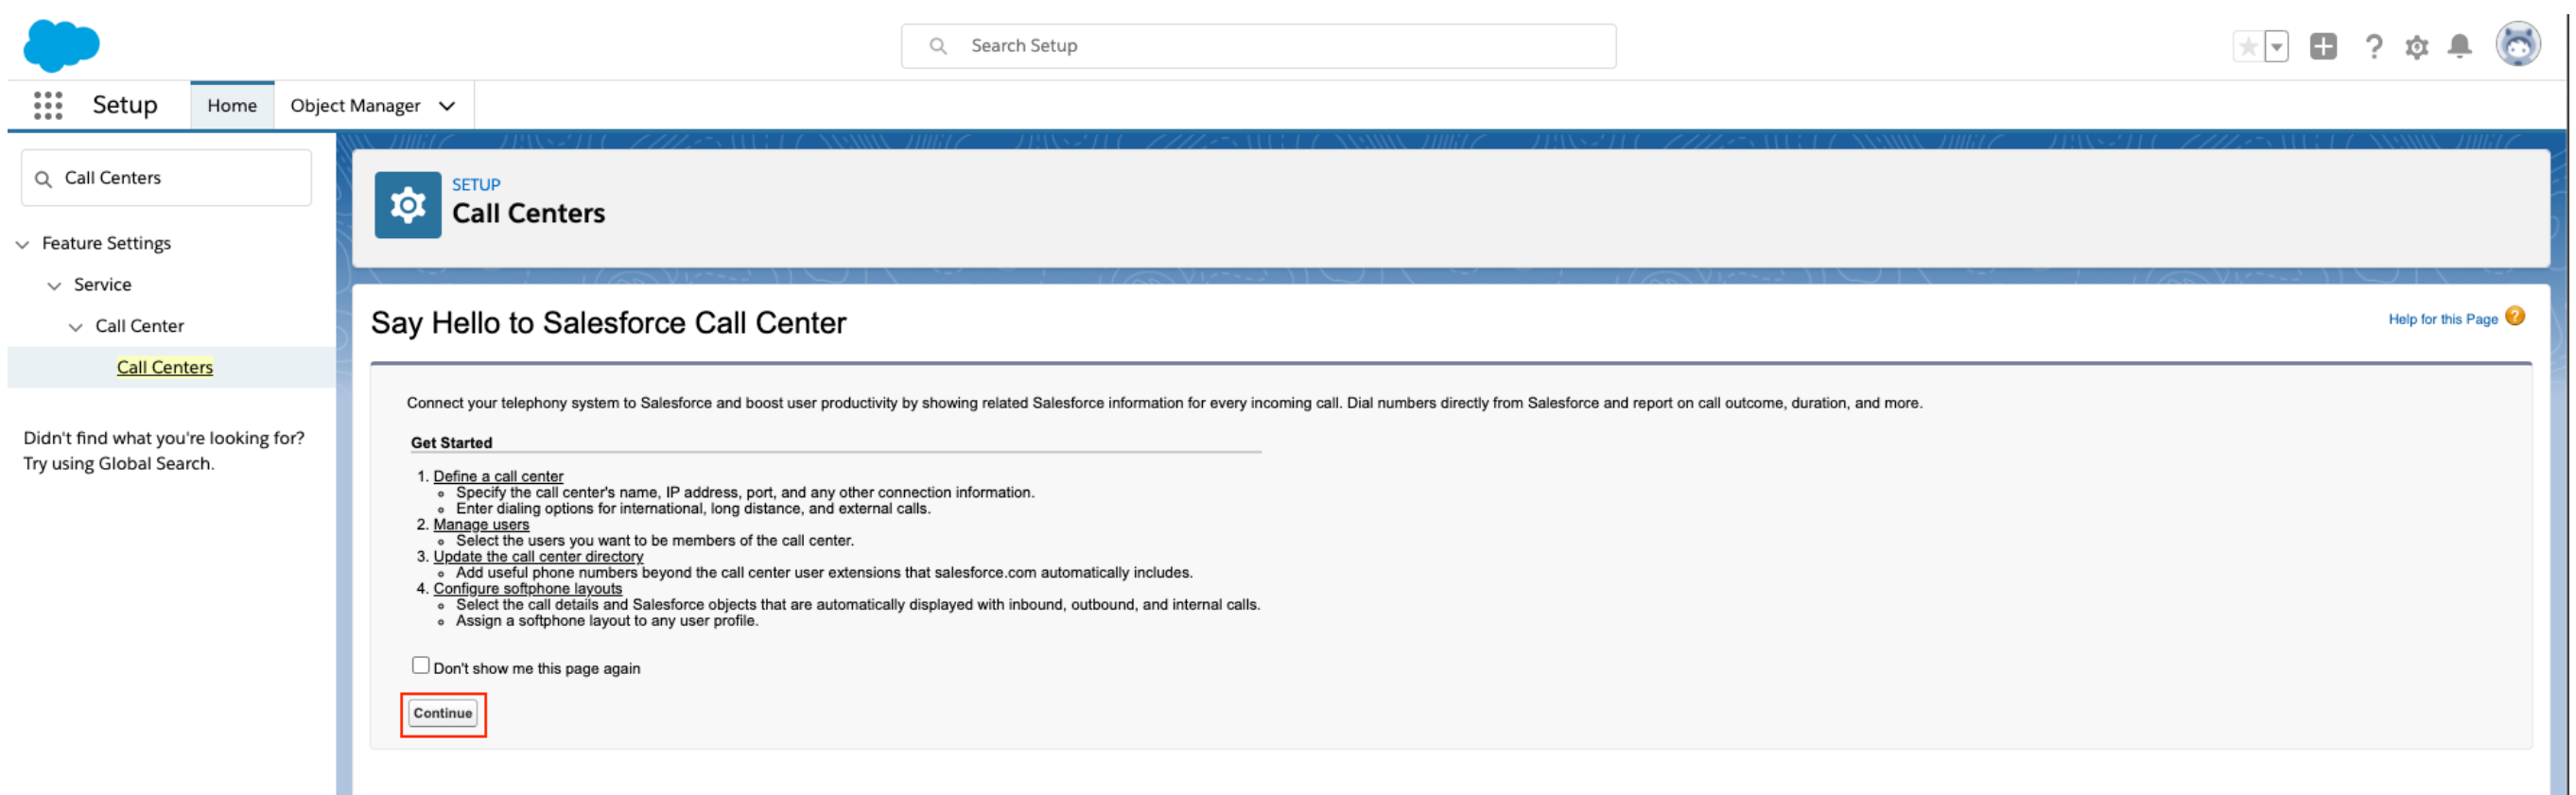 Search Setup
Setup
Home
Object Manager
Call Centers
Feature Settings
Service
Call Center
Call Centers
Didn't find what you're looking for?
Try using Global Search.
SETUP
Call Centers
Say Hello to Salesforce Call Center
Help for this Page
Connect your telephony system to Salesforce and boost user productivity by showing related Salesforce information for every incoming call. Dial numbers directly from Salesforce and report on call outcome, duration, and more.
Get Started
1. Define a call center
Specify the call center's name, IP address, port, and any other connection information.
Enter dialing options for international, long distance, and external calls.
2. Manage users
Select the users you want to be members of the call center.
3. Update the call center directory
Add useful phone numbers beyond the call center user extensions that salesforce.com automatically includes.
4. Configure softphone layouts
Select the call details and Salesforce objects that are automatically displayed with inbound, outbound, and internal calls.
Assign a softphone layout to any user profile.
Don't show me this page again
Continue